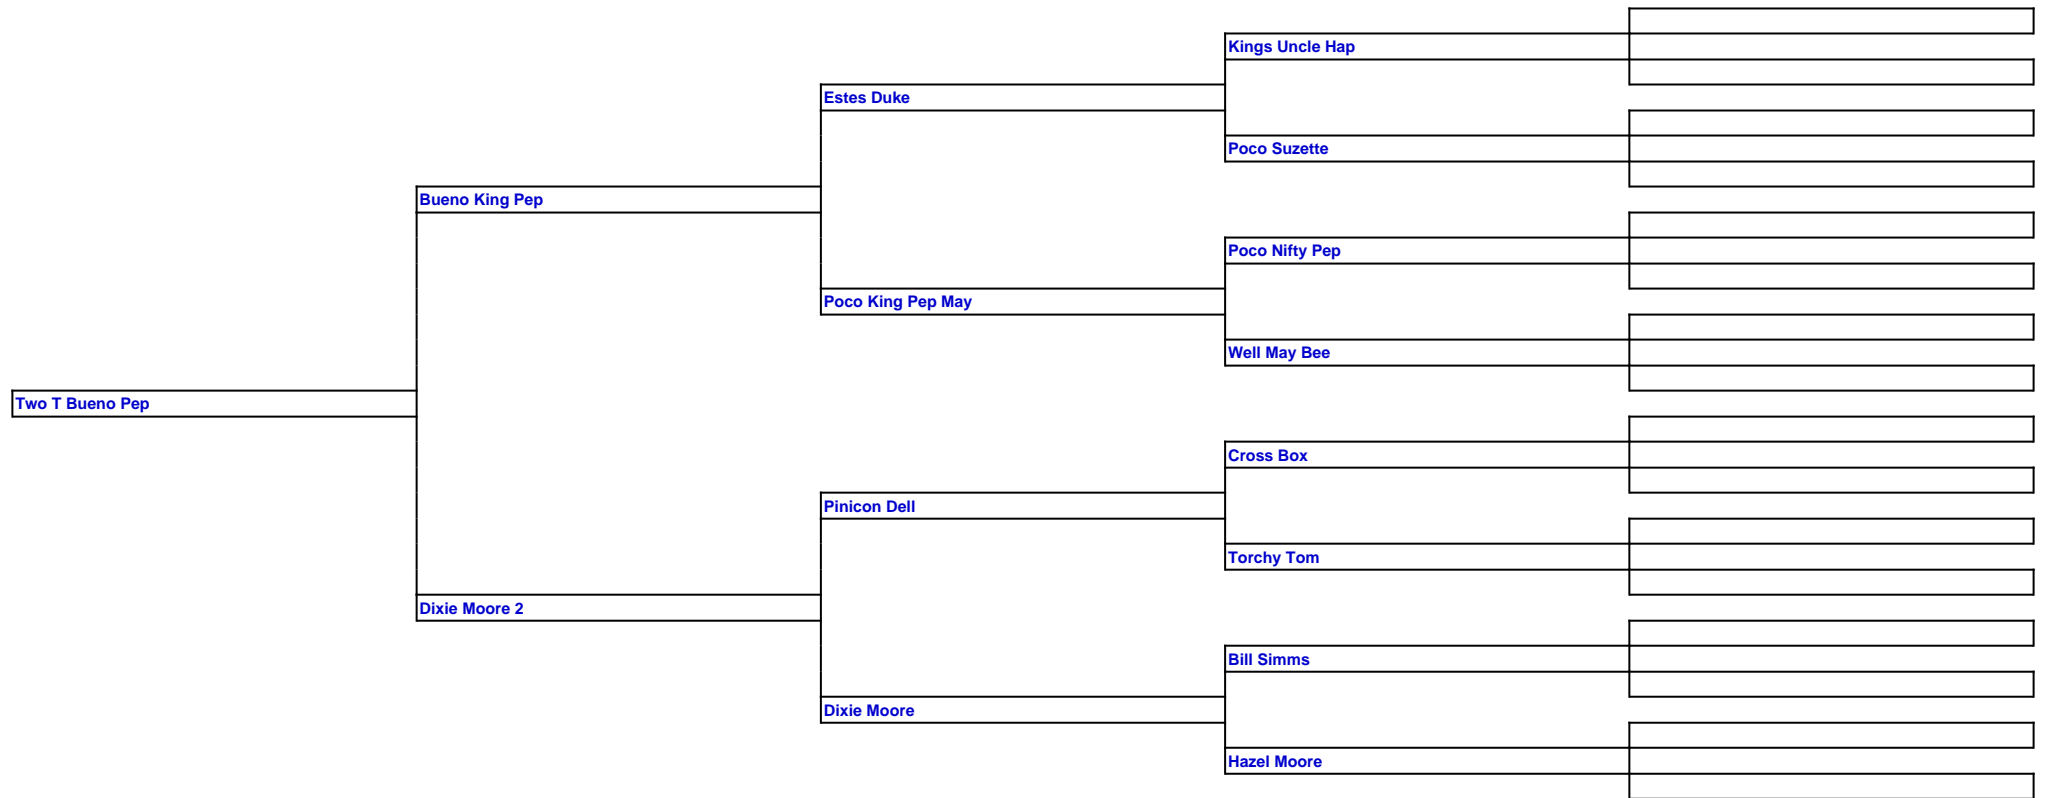 Kings Uncle Hap
Estes Duke
Poco Suzette
Bueno King Pep
Poco Nifty Pep
Poco King Pep May
Well May Bee
Two T Bueno Pep
Cross Box
Pinicon Dell
Torchy Tom
Dixie Moore 2
Bill Simms
Dixie Moore
Hazel Moore